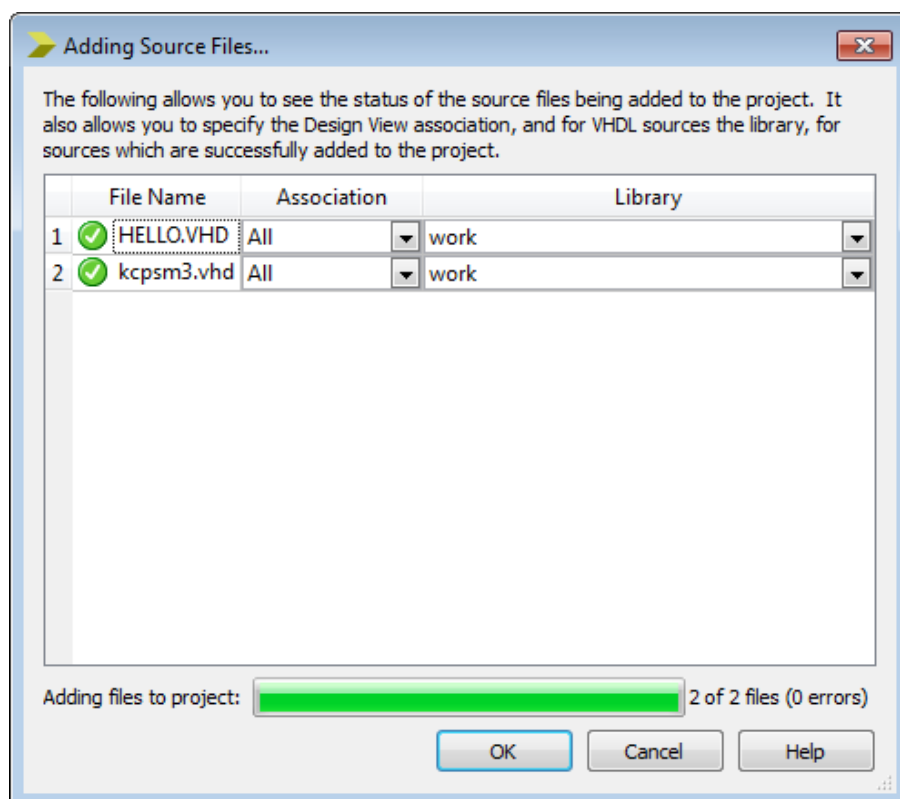 Adding Source Files...
The following allows you to see the status of the source files being added to the project.  It
also allows you to specify the Design View association, and for VHDL sources the library, for
sources which are successfully added to the project.
File Name Association Library
1 HELLO.VHD All work
2 kcpsm3.vhd All work
Adding files to project: 2 of 2 files (0 errors)
OK Cancel Help